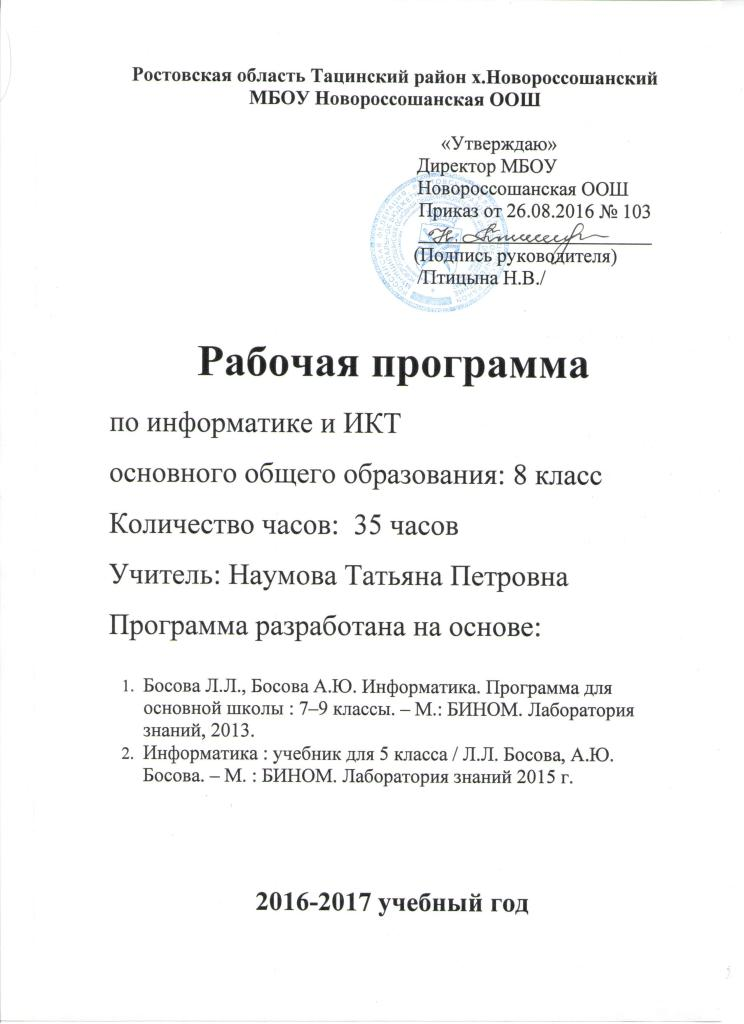 Ростовская область Тацинский район х.Новороссошанский
МБОУ Новороссошанская ООШ
«Утверждаю»
Директор МБОУ
Новороссошанская ООШ
Приказ от 26.08.2016 № 103
(Подпись руководителя)
/Птицына Н.В./
Рабочая программа
по информатике и ИКТ
основного общего образования: 8 класс
Количество часов: 35 часов
Учитель: Наумова Татьяна Петровна
Программа разработана на основе:
1. Босова Л.Л., Босова А.Ю. Информатика. Программа для
основной школы : 7–9 классы. – М.: БИНОМ. Лаборатория
знаний, 2013.
2. Информатика : учебник для 5 класса / Л.Л. Босова, А.Ю.
Босова. – М. : БИНОМ. Лаборатория знаний 2015 г.
2016-2017 учебный год